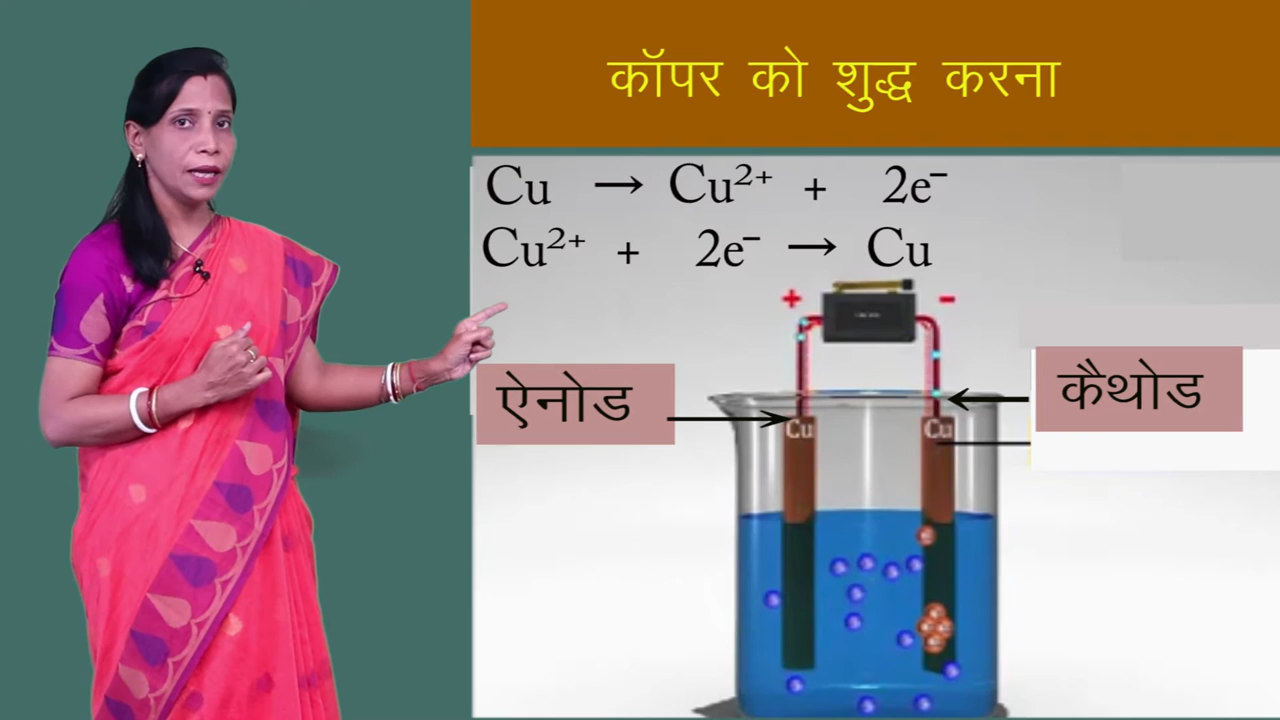 कॉपर को शुद्ध करना
Cu → Cu²⁺ + 2e⁻
Cu²⁺ + 2e⁻ → Cu
+ -
ऐनोड
कैथोड
Cu Cu